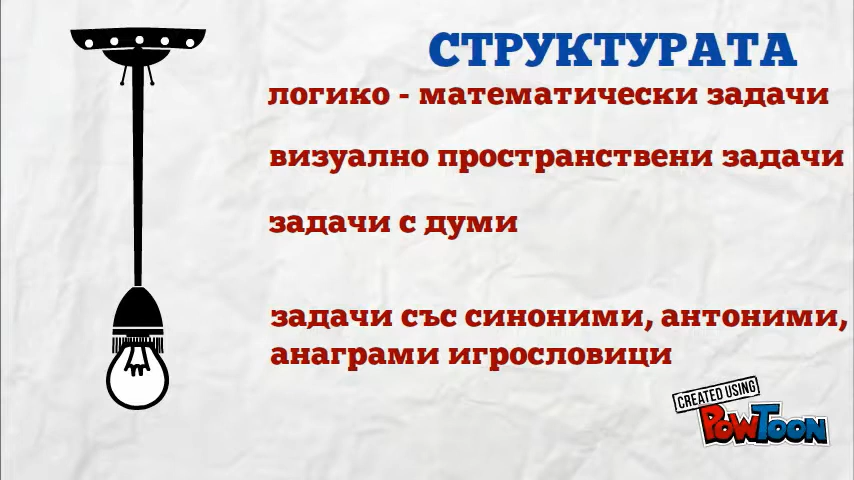 СТРУКТУРАТА
логико - математически задачи
визуално пространствени задачи
задачи с думи
задачи със синоними, антоними,
анаграми игрословици
CREATED USING
POWTOON